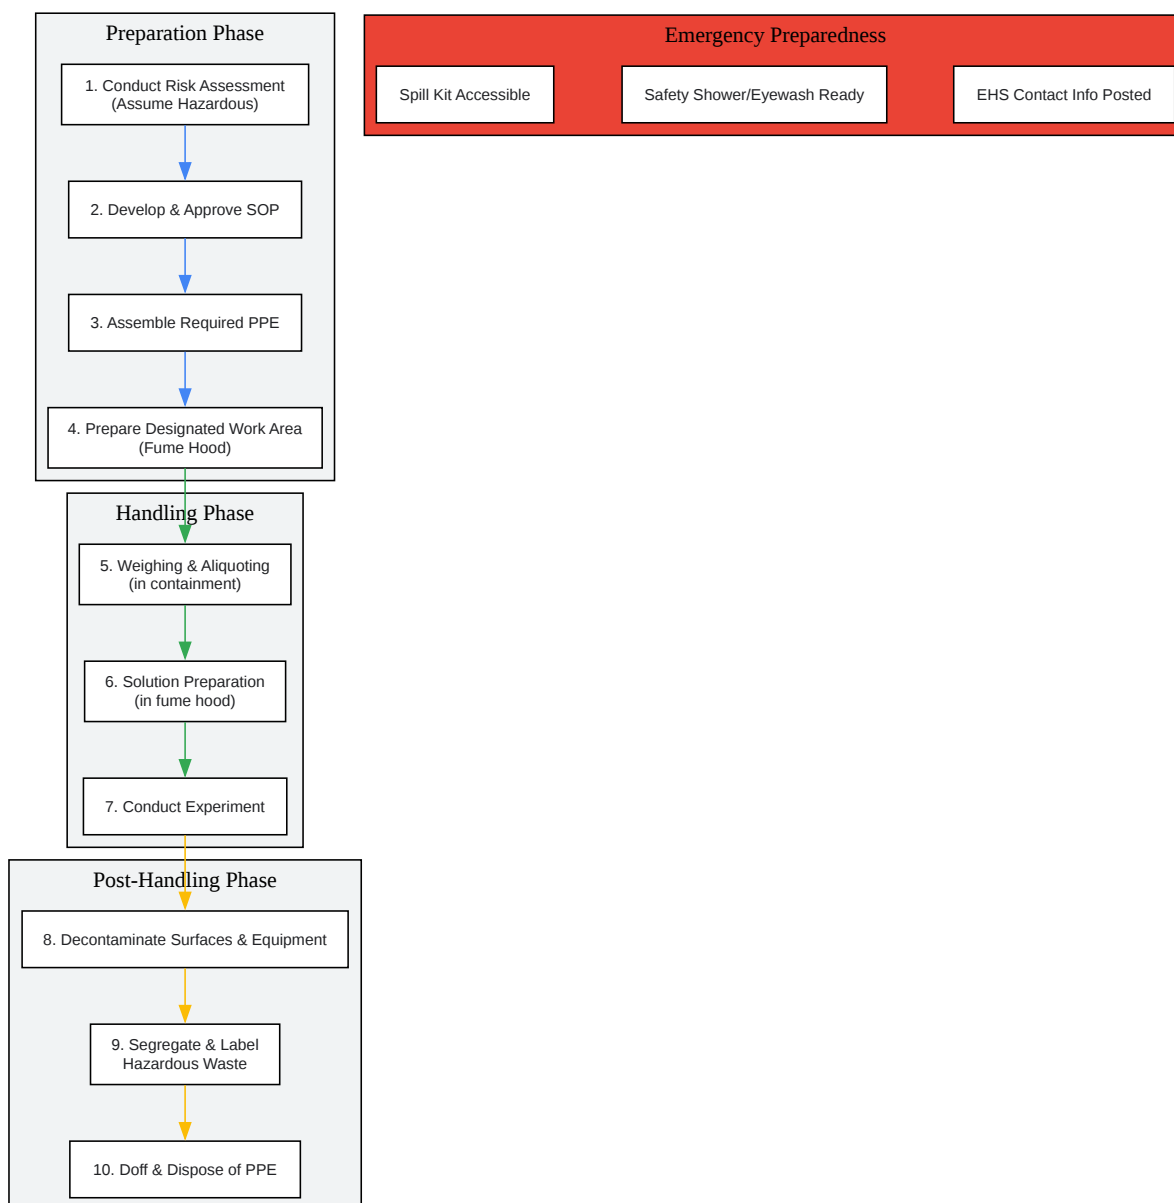 Preparation Phase
1. Conduct Risk Assessment
(Assume Hazardous)
2. Develop & Approve SOP
3. Assemble Required PPE
4. Prepare Designated Work Area
(Fume Hood)
Handling Phase
5. Weighing & Aliquoting
(in containment)
6. Solution Preparation
(in fume hood)
7. Conduct Experiment
Post-Handling Phase
8. Decontaminate Surfaces & Equipment
9. Segregate & Label
Hazardous Waste
10. Doff & Dispose of PPE
Emergency Preparedness
Spill Kit Accessible
Safety Shower/Eyewash Ready
EHS Contact Info Posted